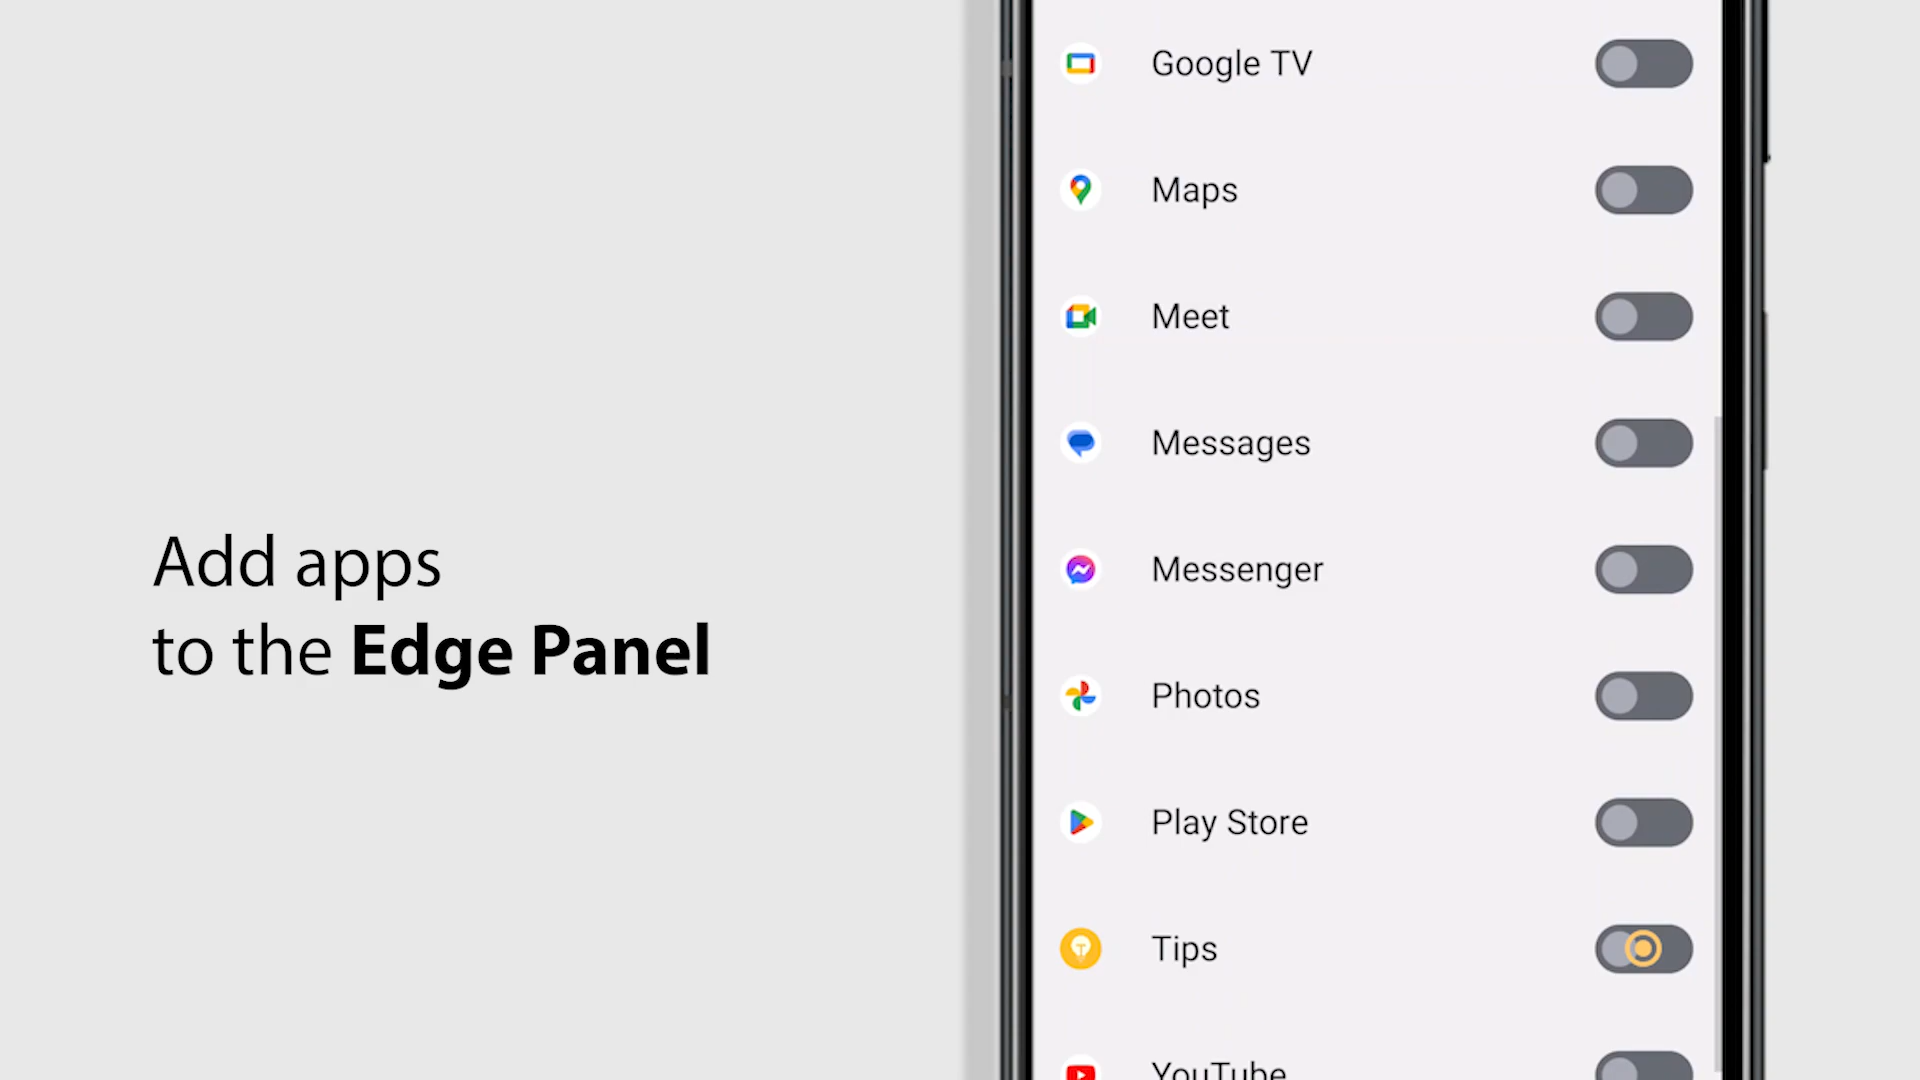 Add apps
to the Edge Panel
Google TV
Maps
Meet
Messages
Messenger
Photos
Play Store
Tips
YouTube